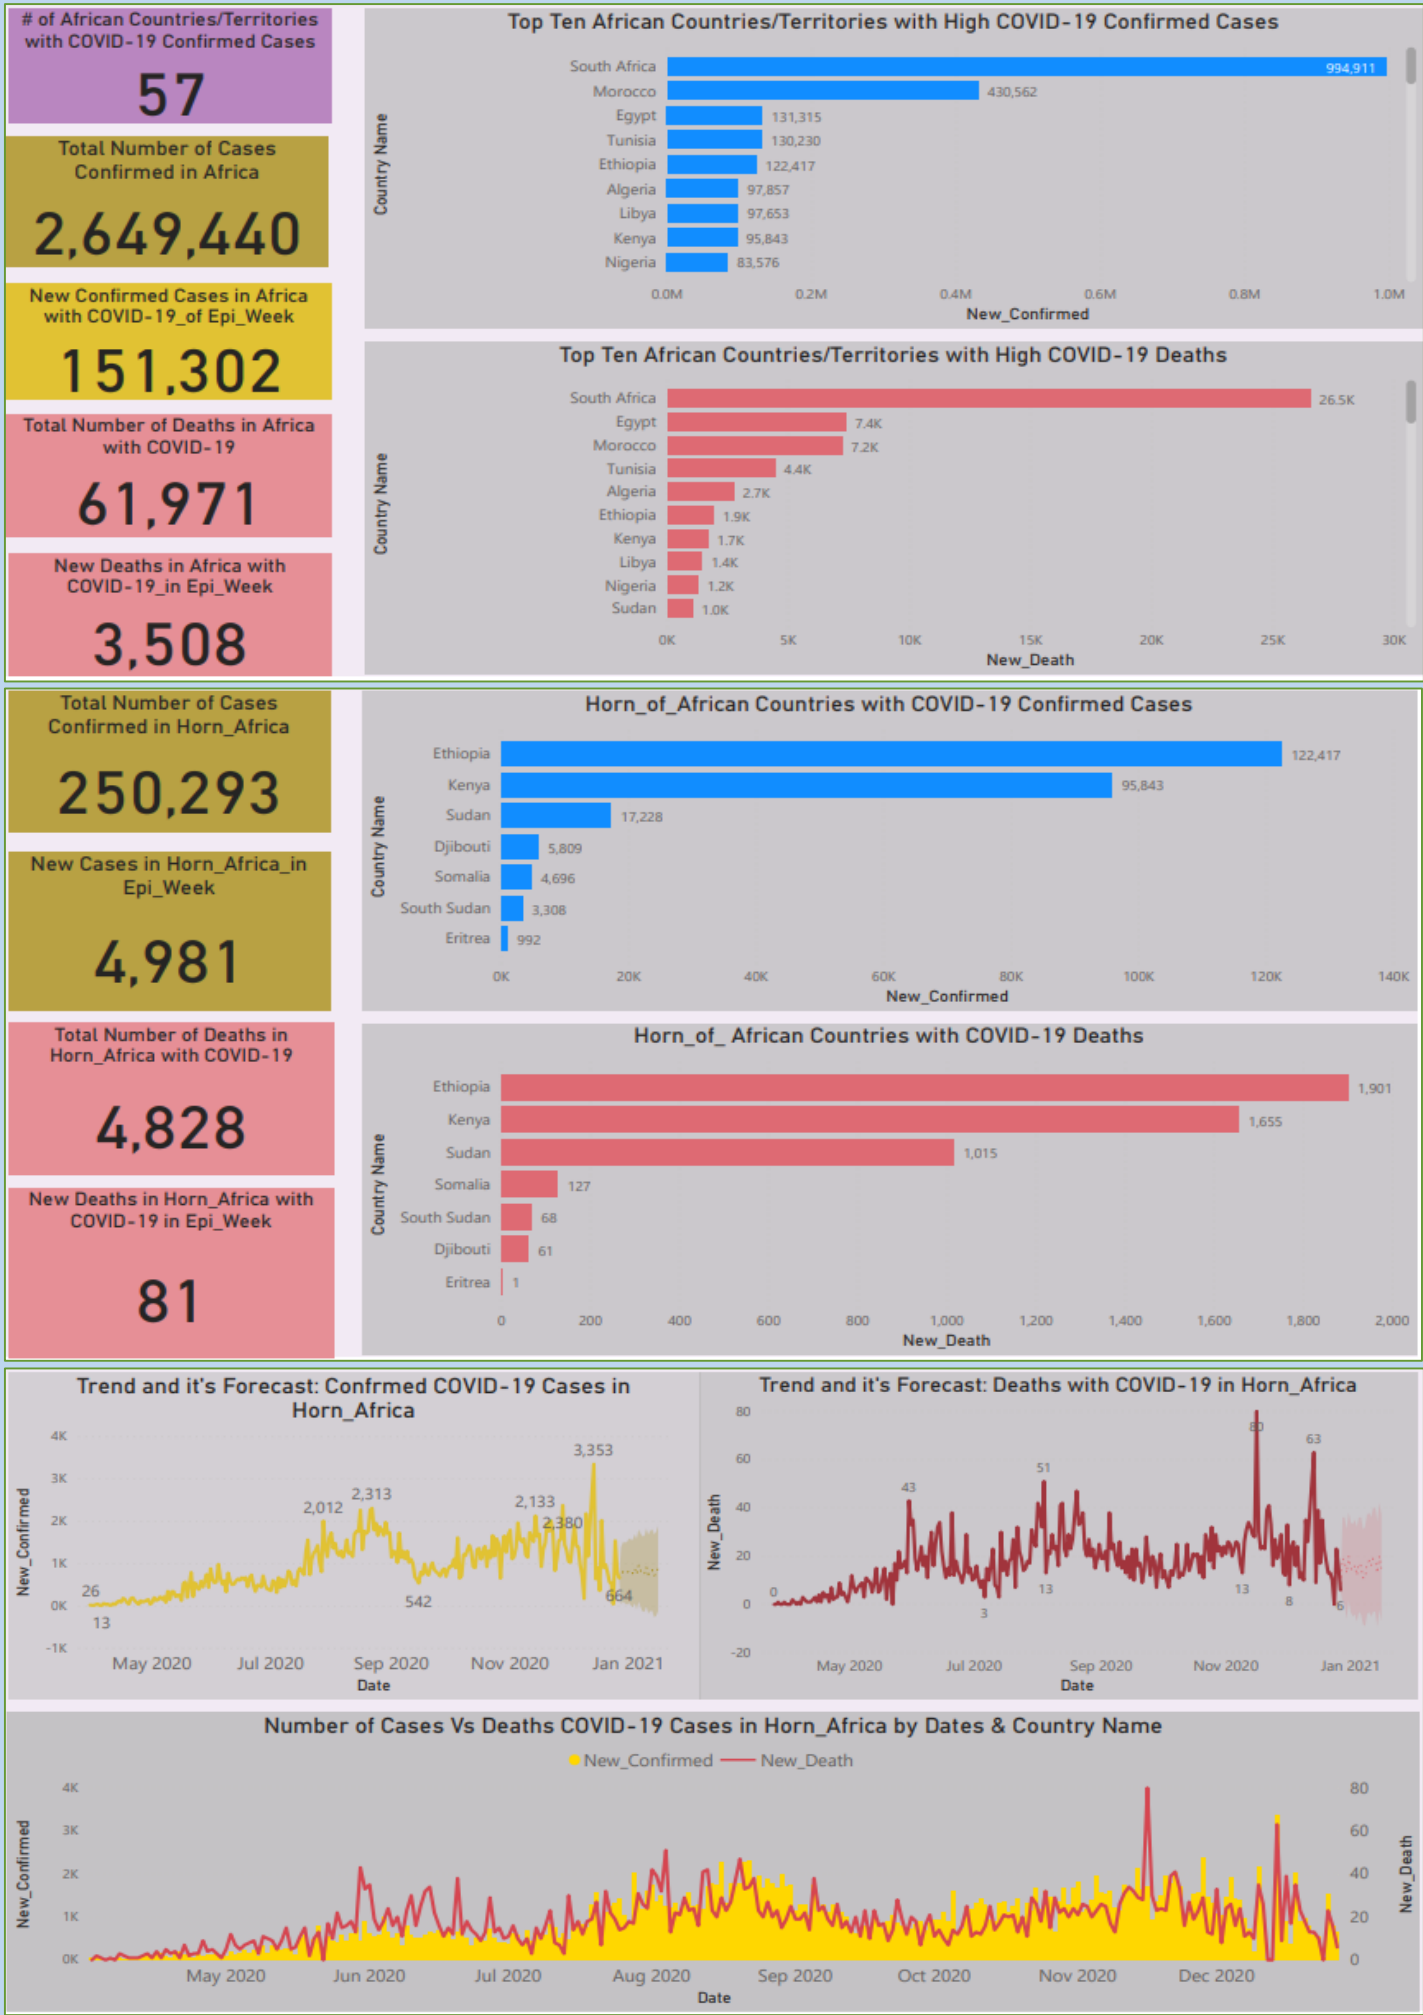 # of African Countries/Territories
with COVID-19 Confirmed Cases
57
Total Number of Cases
Confirmed in Africa
2,649,440
New Confirmed Cases in Africa
with COVID-19_of Epi_Week
151,302
Total Number of Deaths in Africa
with COVID-19
61,971
New Deaths in Africa with
COVID-19_in Epi_Week
3,508
Top Ten African Countries/Territories with High COVID-19 Confirmed Cases
Country Name
South Africa 994,911
Morocco 430,562
Egypt 131,315
Tunisia 130,230
Ethiopia 122,417
Algeria 97,857
Libya 97,653
Kenya 95,843
Nigeria 83,576
0.0M 0.2M 0.4M 0.6M 0.8M 1.0M
New_Confirmed
Top Ten African Countries/Territories with High COVID-19 Deaths
Country Name
South Africa 26.5K
Egypt 7.4K
Morocco 7.2K
Tunisia 4.4K
Algeria 2.7K
Ethiopia 1.9K
Kenya 1.7K
Libya 1.4K
Nigeria 1.2K
Sudan 1.0K
0K 5K 10K 15K 20K 25K 30K
New_Death
Total Number of Cases
Confirmed in Horn_Africa
250,293
New Cases in Horn_Africa_in
Epi_Week
4,981
Total Number of Deaths in
Horn_Africa with COVID-19
4,828
New Deaths in Horn_Africa with
COVID-19 in Epi_Week
81
Horn_of_African Countries with COVID-19 Confirmed Cases
Country Name
Ethiopia 122,417
Kenya 95,843
Sudan 17,228
Djibouti 5,809
Somalia 4,696
South Sudan 3,308
Eritrea 992
0K 20K 40K 60K 80K 100K 120K 140K
New_Confirmed
Horn_of_ African Countries with COVID-19 Deaths
Country Name
Ethiopia 1,901
Kenya 1,655
Sudan 1,015
Somalia 127
South Sudan 68
Djibouti 61
Eritrea 1
0 200 400 600 800 1,000 1,200 1,400 1,600 1,800 2,000
New_Death
Trend and it's Forecast: Confrmed COVID-19 Cases in
Horn_Africa
New_Confirmed
4K
3K
2K
1K
0K
-1K
26
13
2,012
2,313
542
2,133
2,380
3,353
664
May 2020 Jul 2020 Sep 2020 Nov 2020 Jan 2021
Date
Trend and it's Forecast: Deaths with COVID-19 in Horn_Africa
New_Death
80
60
40
20
0
-20
0
43
3
51
13
13
80
8
63
6
May 2020 Jul 2020 Sep 2020 Nov 2020 Jan 2021
Date
Number of Cases Vs Deaths COVID-19 Cases in Horn_Africa by Dates & Country Name
New_Confirmed New_Death
New_Confirmed
4K
3K
2K
1K
0K
80
60
40
20
0
New_Death
May 2020 Jun 2020 Jul 2020 Aug 2020 Sep 2020 Oct 2020 Nov 2020 Dec 2020
Date